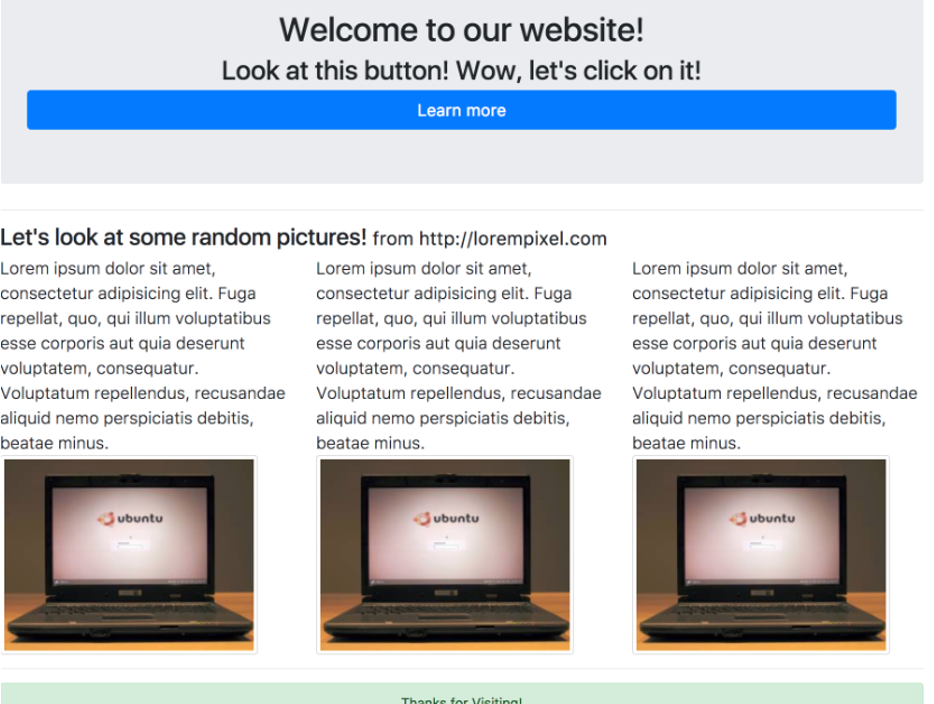 Welcome to our website!
Look at this button! Wow, let's click on it!
Learn more
Let's look at some random pictures! from http://lorempixel.com
Lorem ipsum dolor sit amet,
consectetur adipisicing elit. Fuga
repellat, quo, qui illum voluptatibus
esse corporis aut quia deserunt
voluptatem, consequatur.
Voluptatum repellendus, recusandae
aliquid nemo perspiciatis debitis,
beatae minus.
Lorem ipsum dolor sit amet,
consectetur adipisicing elit. Fuga
repellat, quo, qui illum voluptatibus
esse corporis aut quia deserunt
voluptatem, consequatur.
Voluptatum repellendus, recusandae
aliquid nemo perspiciatis debitis,
beatae minus.
Lorem ipsum dolor sit amet,
consectetur adipisicing elit. Fuga
repellat, quo, qui illum voluptatibus
esse corporis aut quia deserunt
voluptatem, consequatur.
Voluptatum repellendus, recusandae
aliquid nemo perspiciatis debitis,
beatae minus.
ubuntu
ubuntu
ubuntu
Thanks for Visiting!